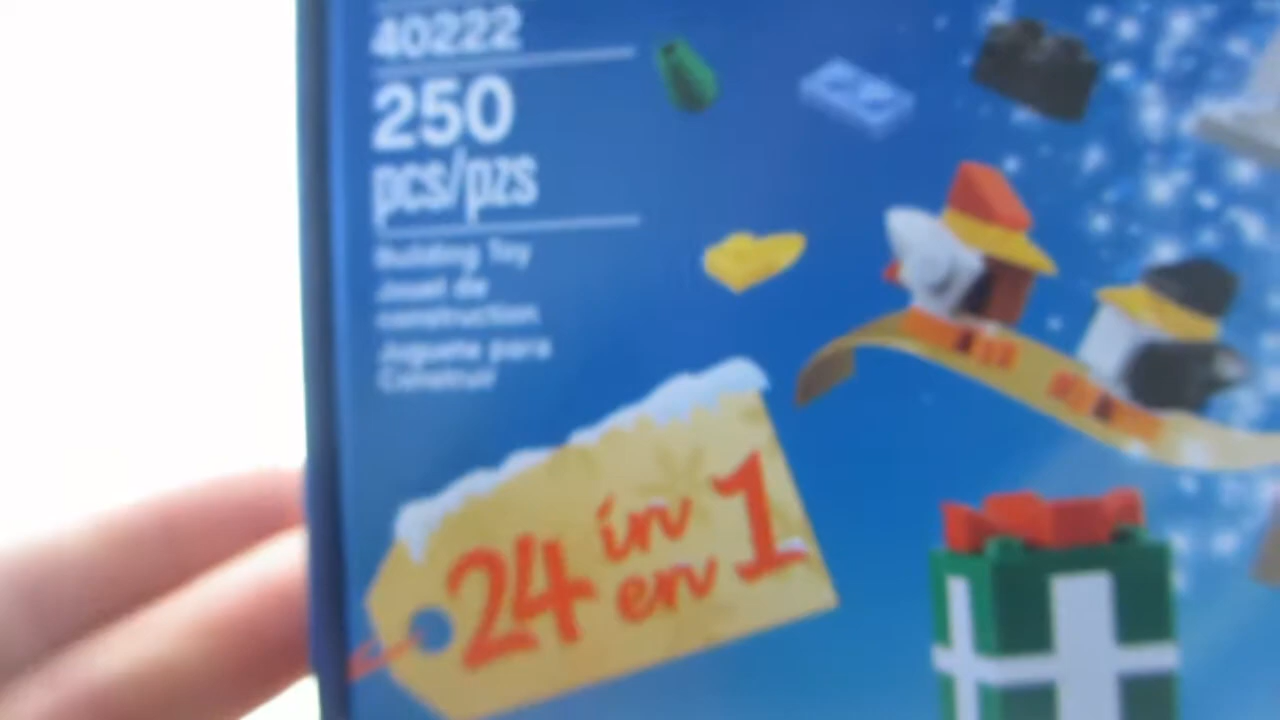 40222
250
pcs/pzs
Building Toy
Jouet de
construction
Juguete para
Construir
24 in en 1